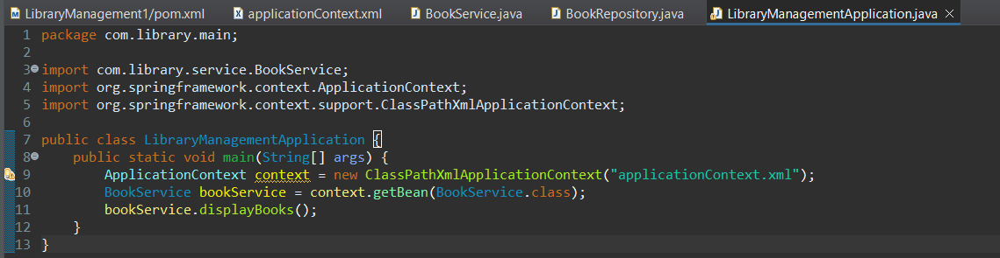 LibraryManagement1/pom.xml applicationContext.xml BookService.java BookRepository.java LibraryManagementApplication.java
1 package com.library.main;
2
3 import com.library.service.BookService;
4 import org.springframework.context.ApplicationContext;
5 import org.springframework.context.support.ClassPathXmlApplicationContext;
6
7 public class LibraryManagementApplication {
8 public static void main(String[] args) {
9 ApplicationContext context = new ClassPathXmlApplicationContext("applicationContext.xml");
10 BookService bookService = context.getBean(BookService.class);
11 bookService.displayBooks();
12 }
13 }